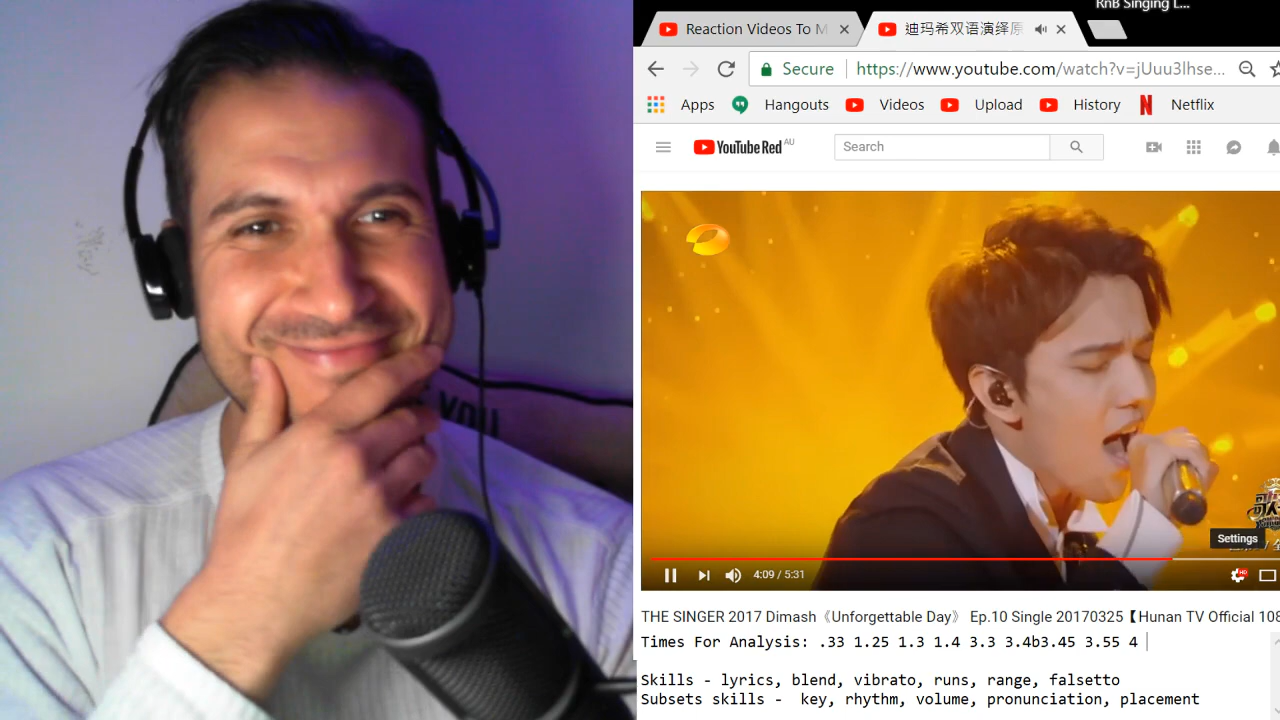 RnB Singing L...
Reaction Videos To M
迪玛希双语演绎原
Secure
https://www.youtube.com/watch?v=jUuu3lhse...
Apps
Hangouts
Videos
Upload
History
N
Netflix
YouTube Red AU
Search
YOU
Settings
4:09 / 5:31
HD
THE SINGER 2017 Dimash《Unforgettable Day》 Ep.10 Single 20170325【Hunan TV Official 108
Times For Analysis: .33 1.25 1.3 1.4 3.3 3.4b3.45 3.55 4
Skills - lyrics, blend, vibrato, runs, range, falsetto
Subsets skills - key, rhythm, volume, pronunciation, placement